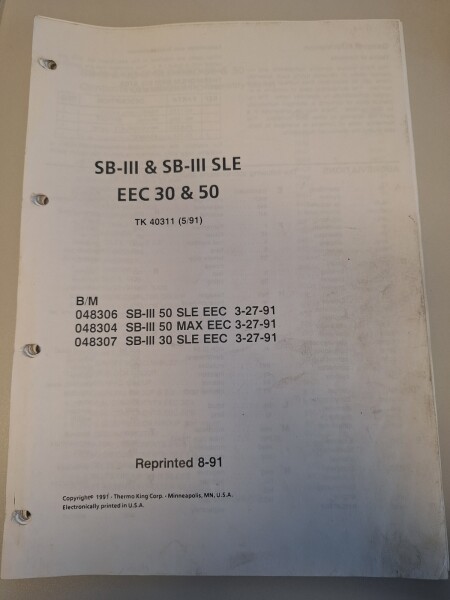 SB-III & SB-III SLE
EEC 30 & 50
TK 40311 (5/91)
B/M
048306 SB-III 50 SLE EEC 3-27-91
048304 SB-III 50 MAX EEC 3-27-91
048307 SB-III 30 SLE EEC 3-27-91
Reprinted 8-91
Copyright© 1991 - Thermo King Corp. - Minneapolis, MN, U.S.A.
Electronically printed in U.S.A.